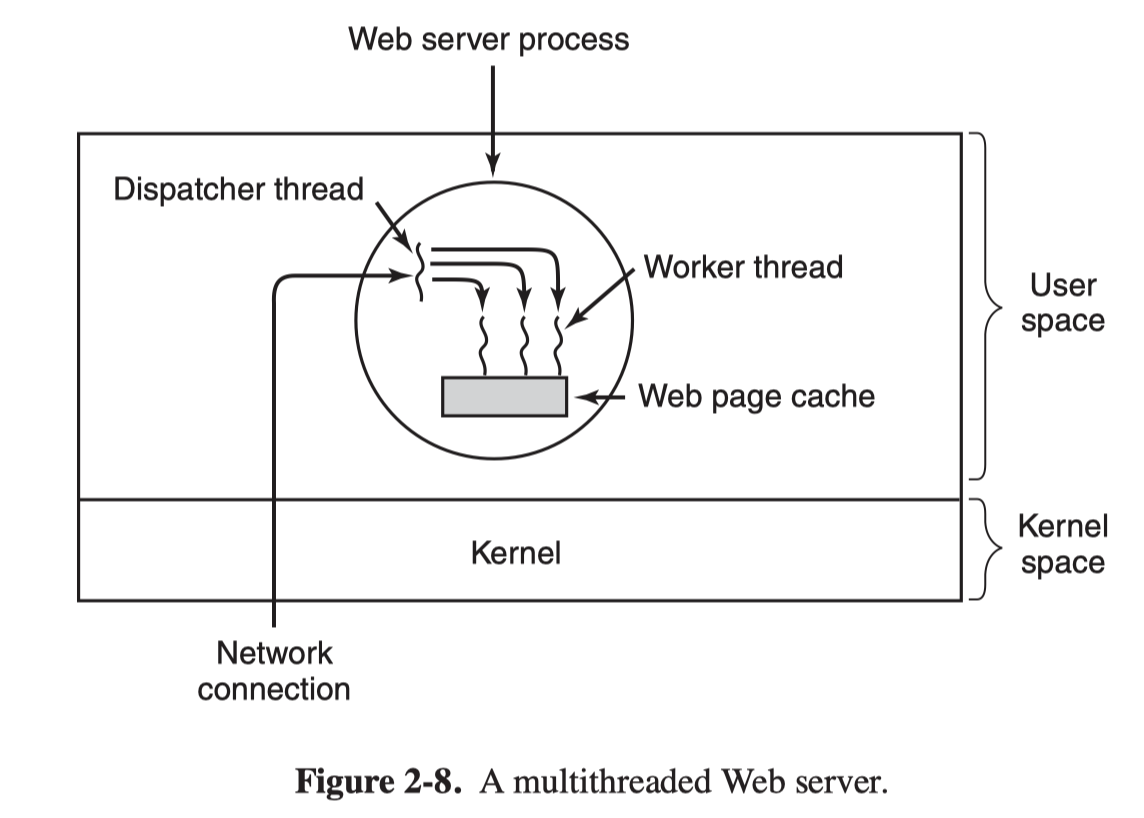 Web server process
Dispatcher thread
Worker thread
User
space
Web page cache
Kernel
Kernel
space
Network
connection
Figure 2-8. A multithreaded Web server.